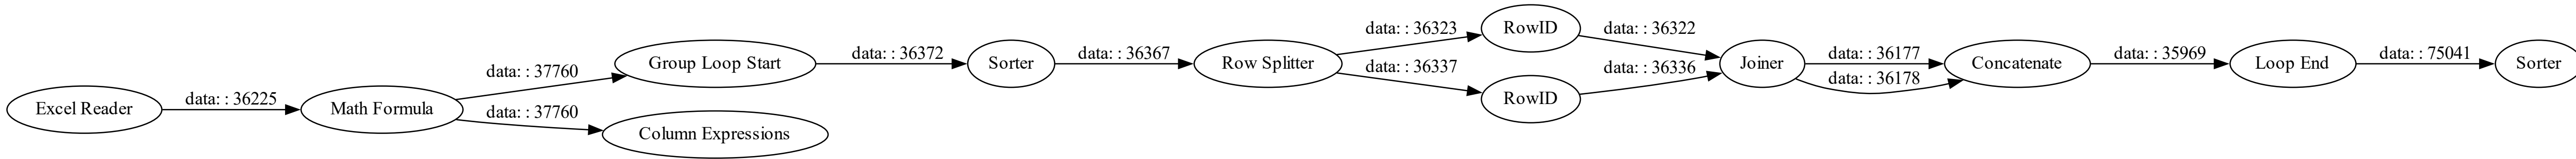 Excel Reader
data: : 36225
Math Formula
data: : 37760
data: : 37760
Group Loop Start
Column Expressions
data: : 36372
Sorter
data: : 36367
Row Splitter
data: : 36323
data: : 36337
RowID
RowID
data: : 36322
data: : 36336
Joiner
data: : 36177
data: : 36178
Concatenate
data: : 35969
Loop End
data: : 75041
Sorter